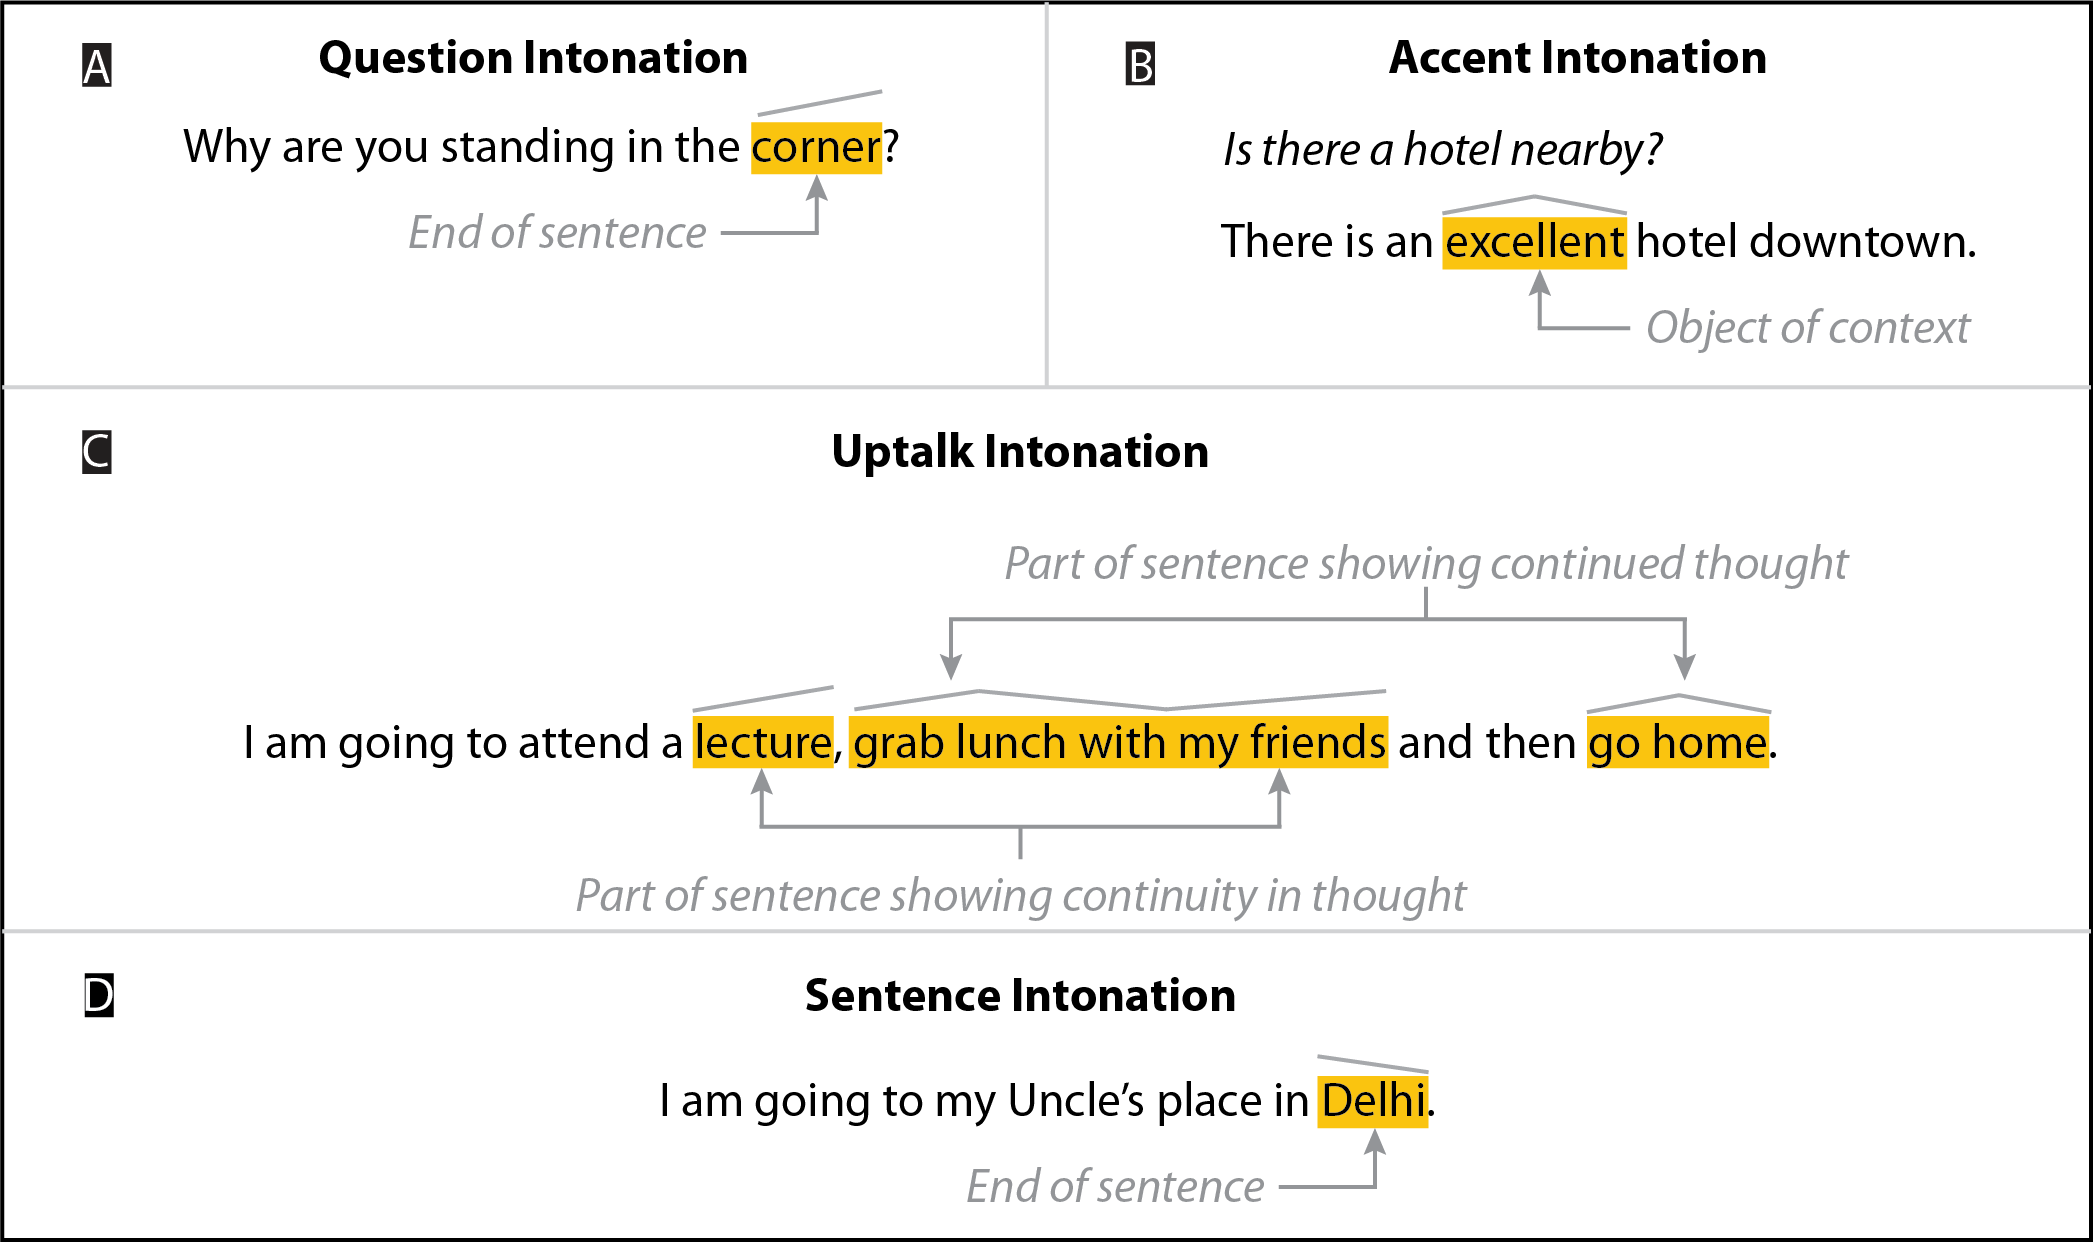 A
Question Intonation
Why are you standing in the corner?
End of sentence
B
Accent Intonation
Is there a hotel nearby?
There is an excellent hotel downtown.
Object of context
C
Uptalk Intonation
Part of sentence showing continued thought
I am going to attend a lecture, grab lunch with my friends and then go home.
Part of sentence showing continuity in thought
D
Sentence Intonation
I am going to my Uncle’s place in Delhi.
End of sentence